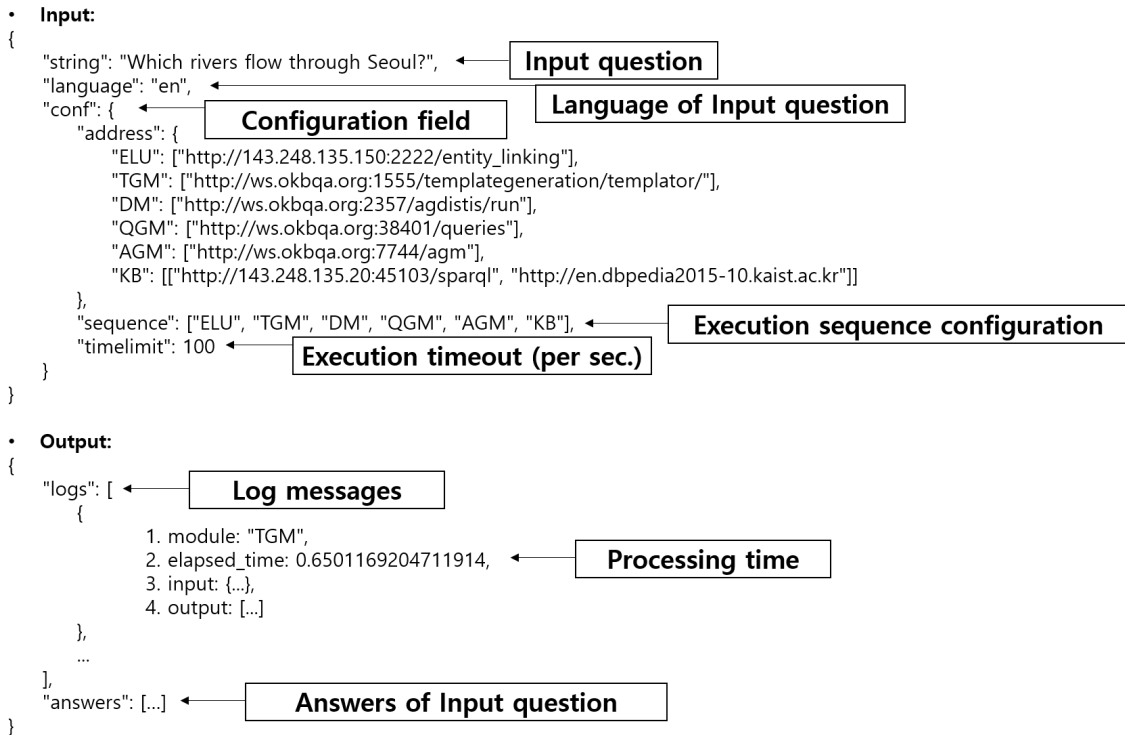 • Input:
{
"string": "Which rivers flow through Seoul?", Input question
"language": "en", Language of Input question
"conf": { Configuration field
"address": {
"ELU": ["http://143.248.135.150:2222/entity_linking"],
"TGM": ["http://ws.okbqa.org:1555/templategeneration/templator/"],
"DM": ["http://ws.okbqa.org:2357/agdistis/run"],
"QGM": ["http://ws.okbqa.org:38401/queries"],
"AGM": ["http://ws.okbqa.org:7744/agm"],
"KB": [["http://143.248.135.20:45103/sparql", "http://en.dbpedia2015-10.kaist.ac.kr"]]
},
"sequence": ["ELU", "TGM", "DM", "QGM", "AGM", "KB"], Execution sequence configuration
"timelimit": 100 Execution timeout (per sec.)
}
}
• Output:
{
"logs": [ Log messages
{
1. module: "TGM",
2. elapsed_time: 0.6501169204711914, Processing time
3. input: {...},
4. output: [...]
},
...
],
"answers": [...] Answers of Input question
}